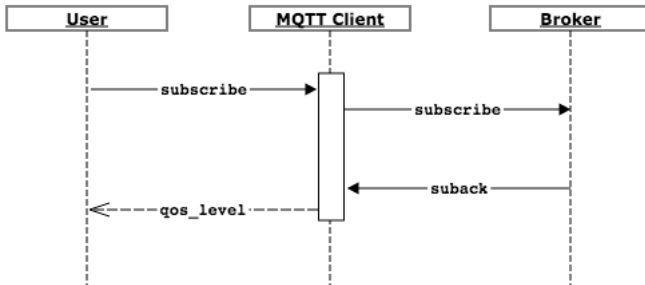 User
MQTT Client
Broker
subscribe
subscribe
suback
qos_level